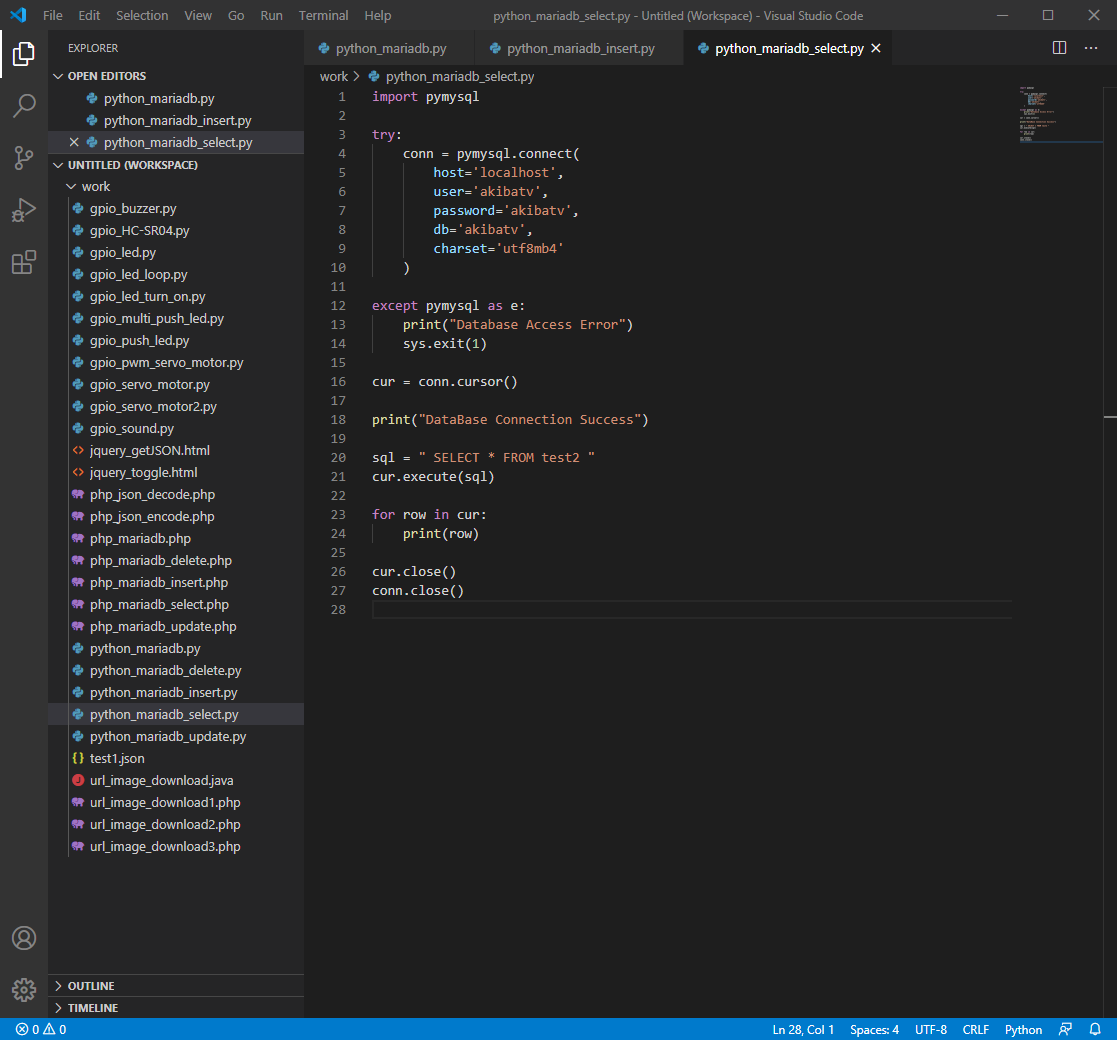 File Edit Selection View Go Run Terminal Help python_mariadb_select.py - Untitled (Workspace) - Visual Studio Code
EXPLORER
OPEN EDITORS
python_mariadb.py
python_mariadb_insert.py
python_mariadb_select.py
UNTITLED (WORKSPACE)
work
gpio_buzzer.py
gpio_HC-SR04.py
gpio_led.py
gpio_led_loop.py
gpio_led_turn_on.py
gpio_multi_push_led.py
gpio_push_led.py
gpio_pwm_servo_motor.py
gpio_servo_motor.py
gpio_servo_motor2.py
gpio_sound.py
jquery_getJSON.html
jquery_toggle.html
php_json_decode.php
php_json_encode.php
php_mariadb.php
php_mariadb_delete.php
php_mariadb_insert.php
php_mariadb_select.php
php_mariadb_update.php
python_mariadb.py
python_mariadb_delete.py
python_mariadb_insert.py
python_mariadb_select.py
python_mariadb_update.py
test1.json
url_image_download.java
url_image_download1.php
url_image_download2.php
url_image_download3.php
OUTLINE
TIMELINE
python_mariadb.py python_mariadb_insert.py python_mariadb_select.py
work > python_mariadb_select.py
1 import pymysql
2
3 try:
4     conn = pymysql.connect(
5         host='localhost',
6         user='akibatv',
7         password='akibatv',
8         db='akibatv',
9         charset='utf8mb4'
10     )
11
12 except pymysql as e:
13     print("Database Access Error")
14     sys.exit(1)
15
16 cur = conn.cursor()
17
18 print("DataBase Connection Success")
19
20 sql = " SELECT * FROM test2 "
21 cur.execute(sql)
22
23 for row in cur:
24     print(row)
25
26 cur.close()
27 conn.close()
28
0 0 Ln 28, Col 1 Spaces: 4 UTF-8 CRLF Python